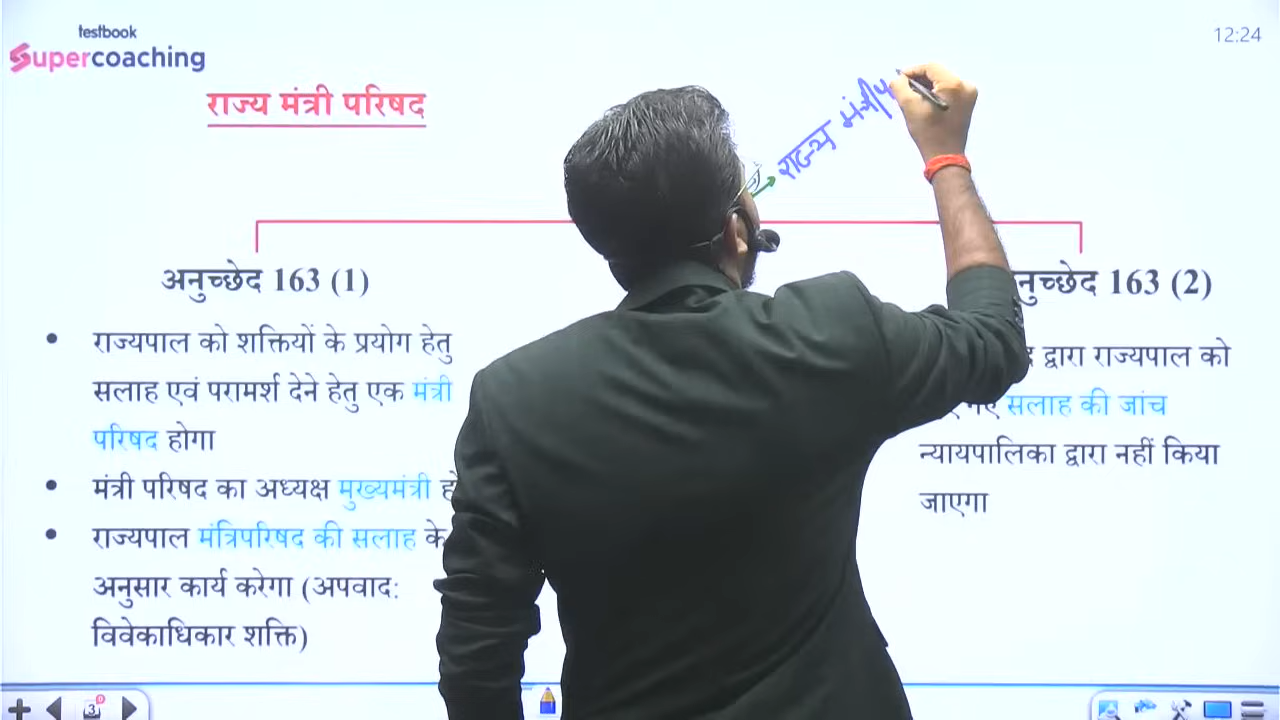 testbook
Supercoaching
12:24
राज्य मंत्री परिषद
राज्य मंत्रीप
अनुच्छेद 163 (1)
नुच्छेद 163 (2)
राज्यपाल को शक्तियों के प्रयोग हेतु
सलाह एवं परामर्श देने हेतु एक मंत्री
परिषद होगा
मंत्री परिषद का अध्यक्ष मुख्यमंत्री
राज्यपाल मंत्रिपरिषद की सलाह के
अनुसार कार्य करेगा (अपवाद:
विवेकाधिकार शक्ति)
द्वारा राज्यपाल को
सलाह की जांच
न्यायपालिका द्वारा नहीं किया
जाएगा
3